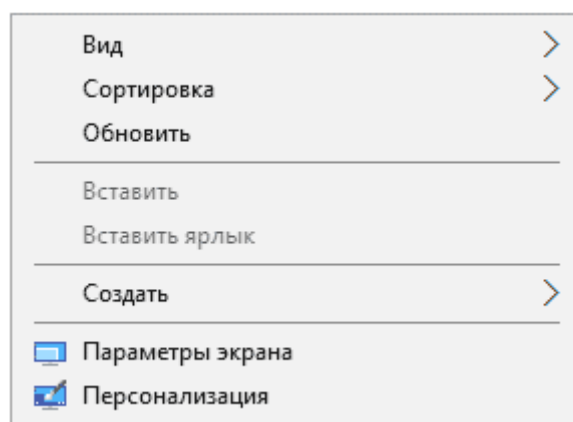 Вид
Сортировка
Обновить
Вставить
Вставить ярлык
Создать
Параметры экрана
Персонализация